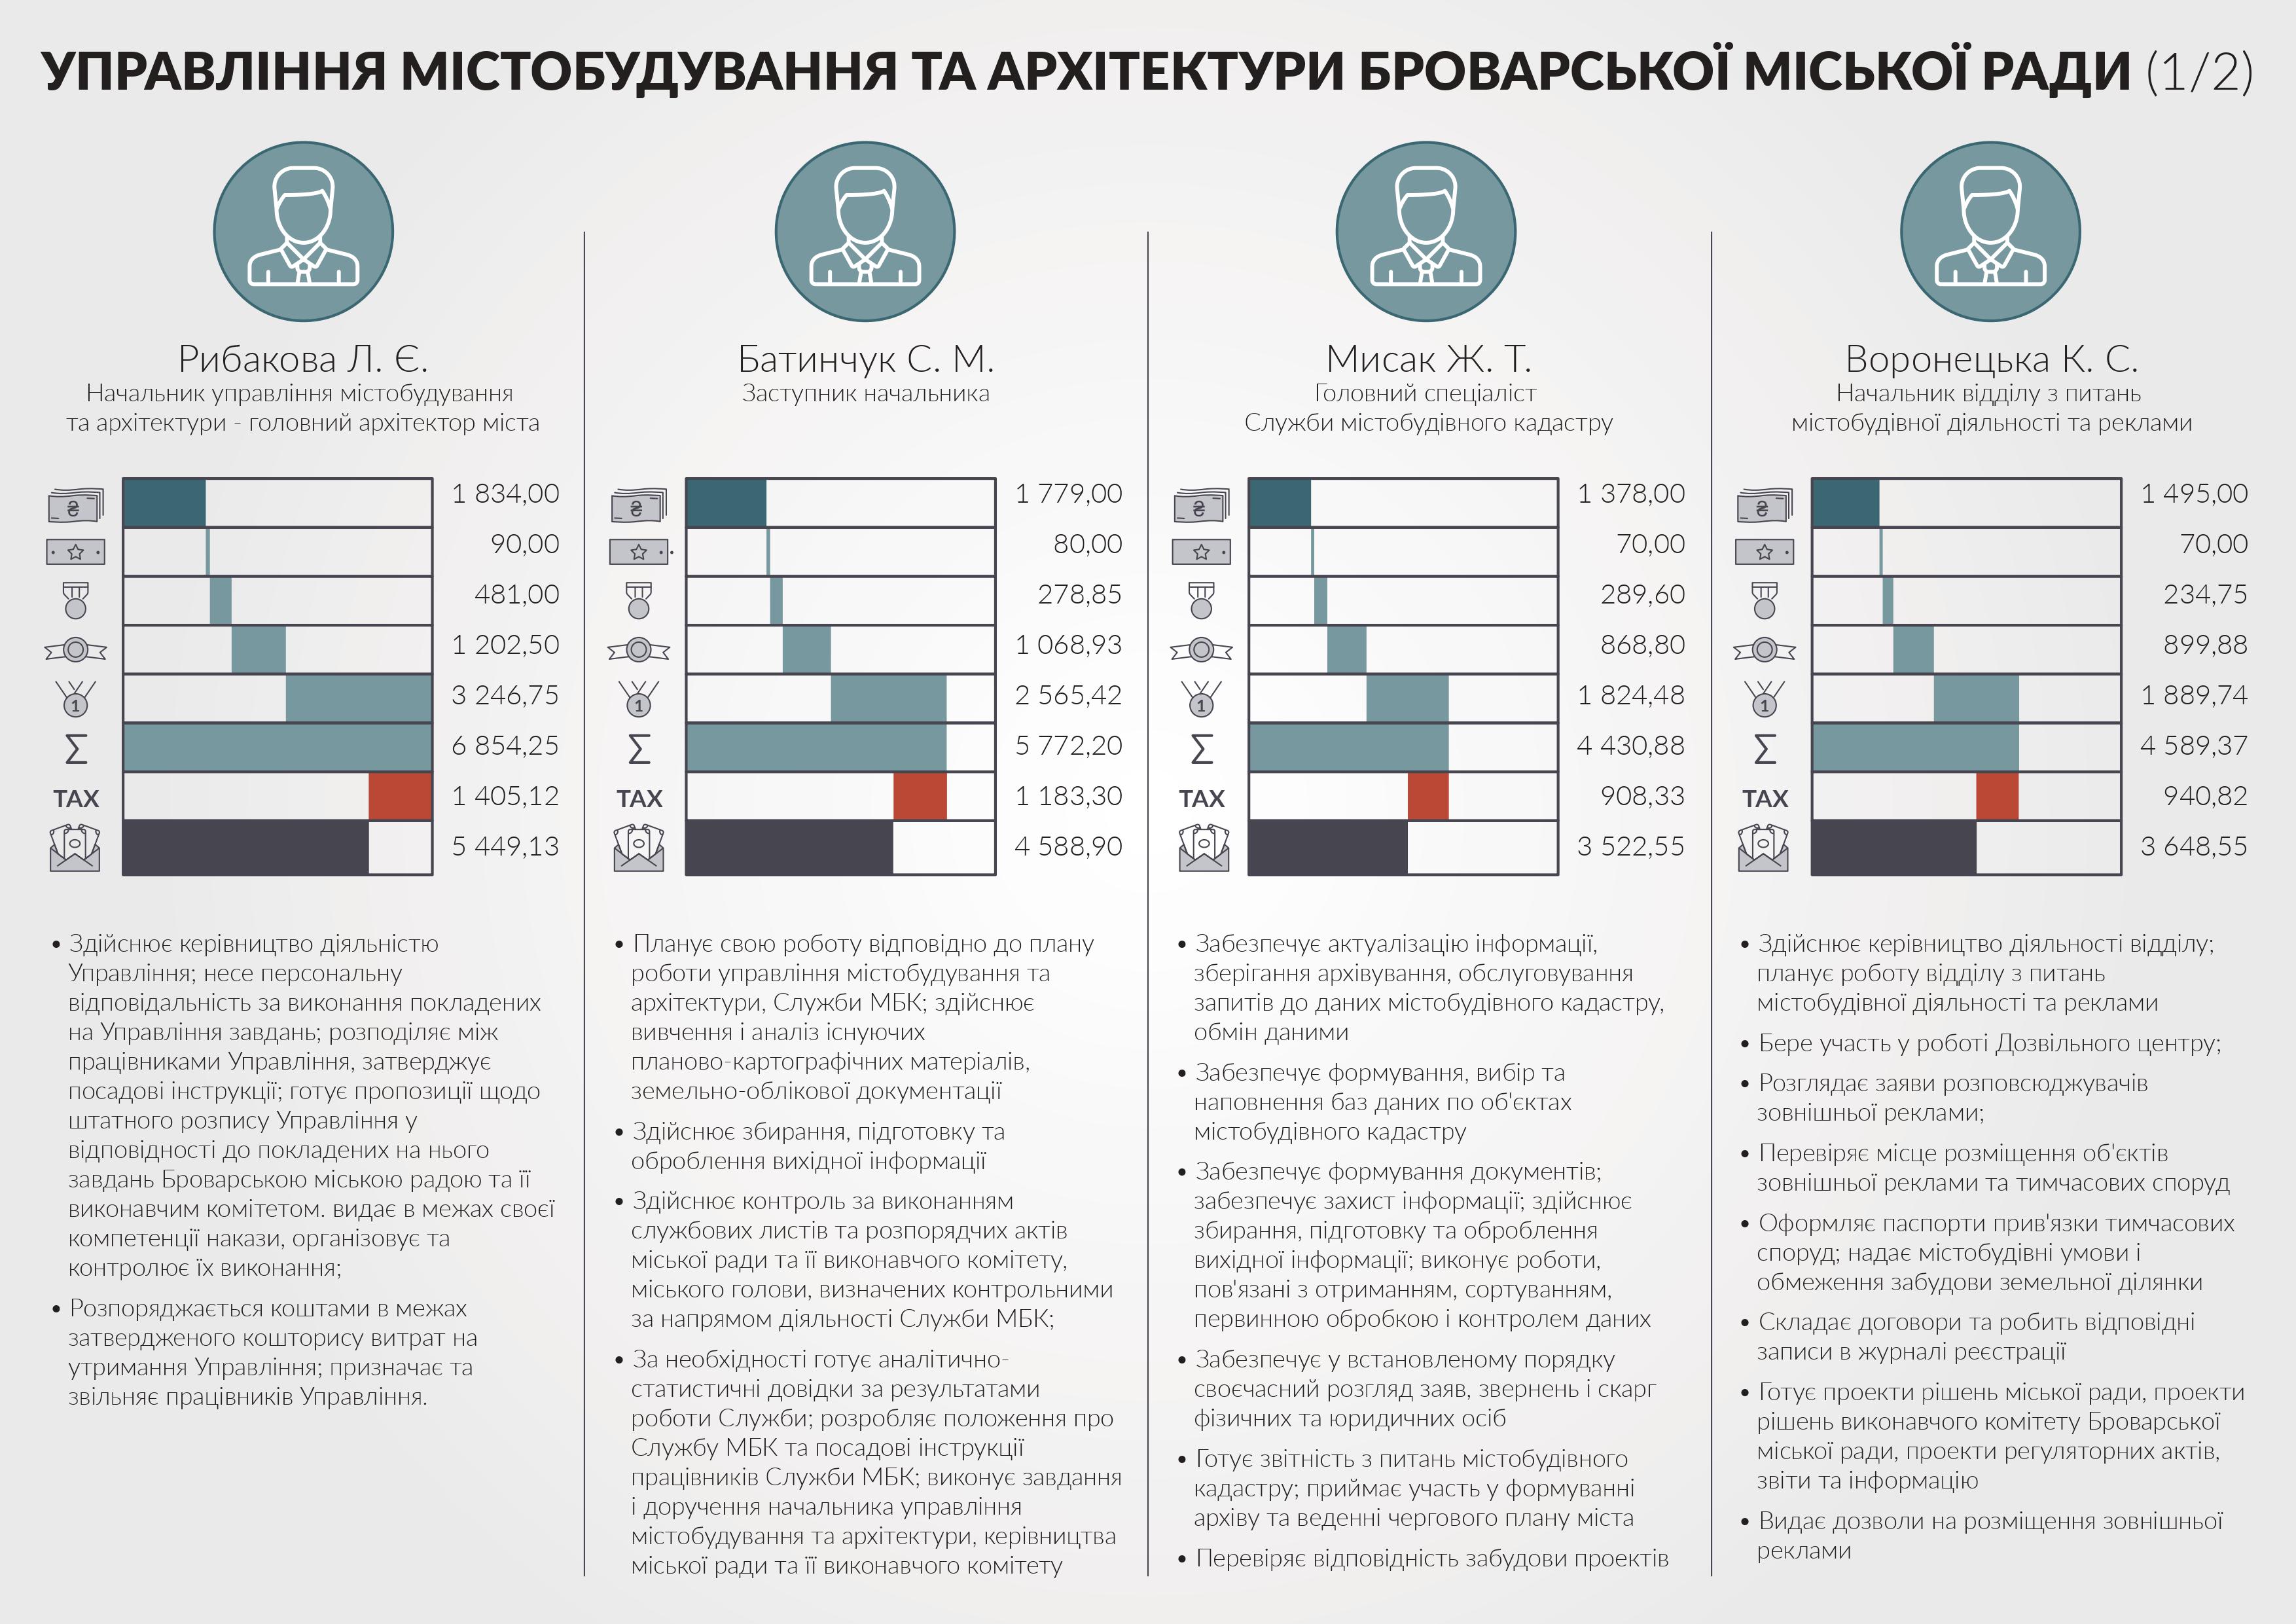 УПРАВЛІННЯ МІСТОБУДУВАННЯ ТА АРХІТЕКТУРИ БРОВАРСЬКОЇ МІСЬКОЇ РАДИ (1/2)
Рибакова Л. Є.
Начальник управління містобудування
та архітектури - головний архітектор міста
₴
1 834,00
90,00
481,00
1 202,50
1
3 246,75
Σ
6 854,25
TAX
1 405,12
5 449,13
• Здійснює керівництво діяльністю
Управління; несе персональну
відповідальність за виконання покладених
на Управління завдань; розподіляє між
працівниками Управління, затверджує
посадові інструкції; готує пропозиції щодо
штатного розпису Управління у
відповідності до покладених на нього
завдань Броварською міською радою та її
виконавчим комітетом. видає в межах своєї
компетенції накази, організовує та
контролює їх виконання;
• Розпоряджається коштами в межах
затвердженого кошторису витрат на
утримання Управління; призначає та
звільняє працівників Управління.
Батинчук С. М.
Заступник начальника
₴
1 779,00
80,00
278,85
1 068,93
1
2 565,42
Σ
5 772,20
TAX
1 183,30
4 588,90
• Планує свою роботу відповідно до плану
роботи управління містобудування та
архітектури, Служби МБК; здійснює
вивчення і аналіз існуючих
планово-картографічних матеріалів,
земельно-облікової документації
• Здійснює збирання, підготовку та
оброблення вихідної інформації
• Здійснює контроль за виконанням
службових листів та розпорядчих актів
міської ради та її виконавчого комітету,
міського голови, визначених контрольними
за напрямом діяльності Служби МБК;
• За необхідності готує аналітично-
статистичні довідки за результатами
роботи Служби; розробляє положення про
Службу МБК та посадові інструкції
працівників Служби МБК; виконує завдання
і доручення начальника управління
містобудування та архітектури, керівництва
міської ради та її виконавчого комітету
Мисак Ж. Т.
Головний спеціаліст
Служби містобудівного кадастру
₴
1 378,00
70,00
289,60
868,80
1
1 824,48
Σ
4 430,88
TAX
908,33
3 522,55
• Забезпечує актуалізацію інформації,
зберігання архівування, обслуговування
запитів до даних містобудівного кадастру,
обмін даними
• Забезпечує формування, вибір та
наповнення баз даних по об'єктах
містобудівного кадастру
• Забезпечує формування документів;
забезпечує захист інформації; здійснює
збирання, підготовку та оброблення
вихідної інформації; виконує роботи,
пов'язані з отриманням, сортуванням,
первинною обробкою і контролем даних
• Забезпечує у встановленому порядку
своєчасний розгляд заяв, звернень і скарг
фізичних та юридичних осіб
• Готує звітність з питань містобудівного
кадастру; приймає участь у формуванні
архіву та веденні чергового плану міста
• Перевіряє відповідність забудови проектів
Воронецька К. С.
Начальник відділу з питань
містобудівної діяльності та реклами
₴
1 495,00
70,00
234,75
899,88
1
1 889,74
Σ
4 589,37
TAX
940,82
3 648,55
• Здійснює керівництво діяльності відділу;
планує роботу відділу з питань
містобудівної діяльності та реклами
• Бере участь у роботі Дозвільного центру;
• Розглядає заяви розповсюджувачів
зовнішньої реклами;
• Перевіряє місце розміщення об'єктів
зовнішньої реклами та тимчасових споруд
• Оформляє паспорти прив'язки тимчасових
споруд; надає містобудівні умови і
обмеження забудови земельної ділянки
• Складає договори та робить відповідні
записи в журналі реєстрації
• Готує проекти рішень міської ради, проекти
рішень виконавчого комітету Броварської
міської ради, проекти регуляторних актів,
звіти та інформацію
• Видає дозволи на розміщення зовнішньої
реклами